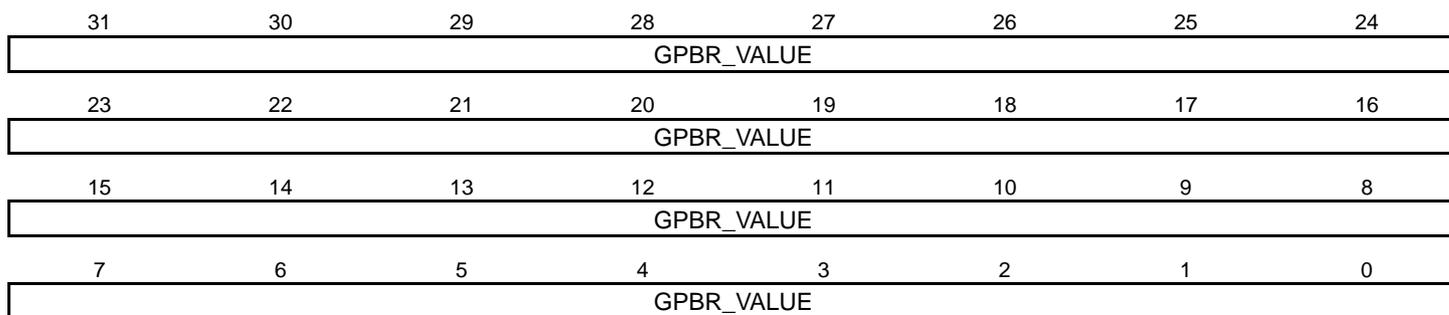 31 30 29 28 27 26 25 24
GPBR_VALUE
23 22 21 20 19 18 17 16
GPBR_VALUE
15 14 13 12 11 10 9 8
GPBR_VALUE
7 6 5 4 3 2 1 0
GPBR_VALUE